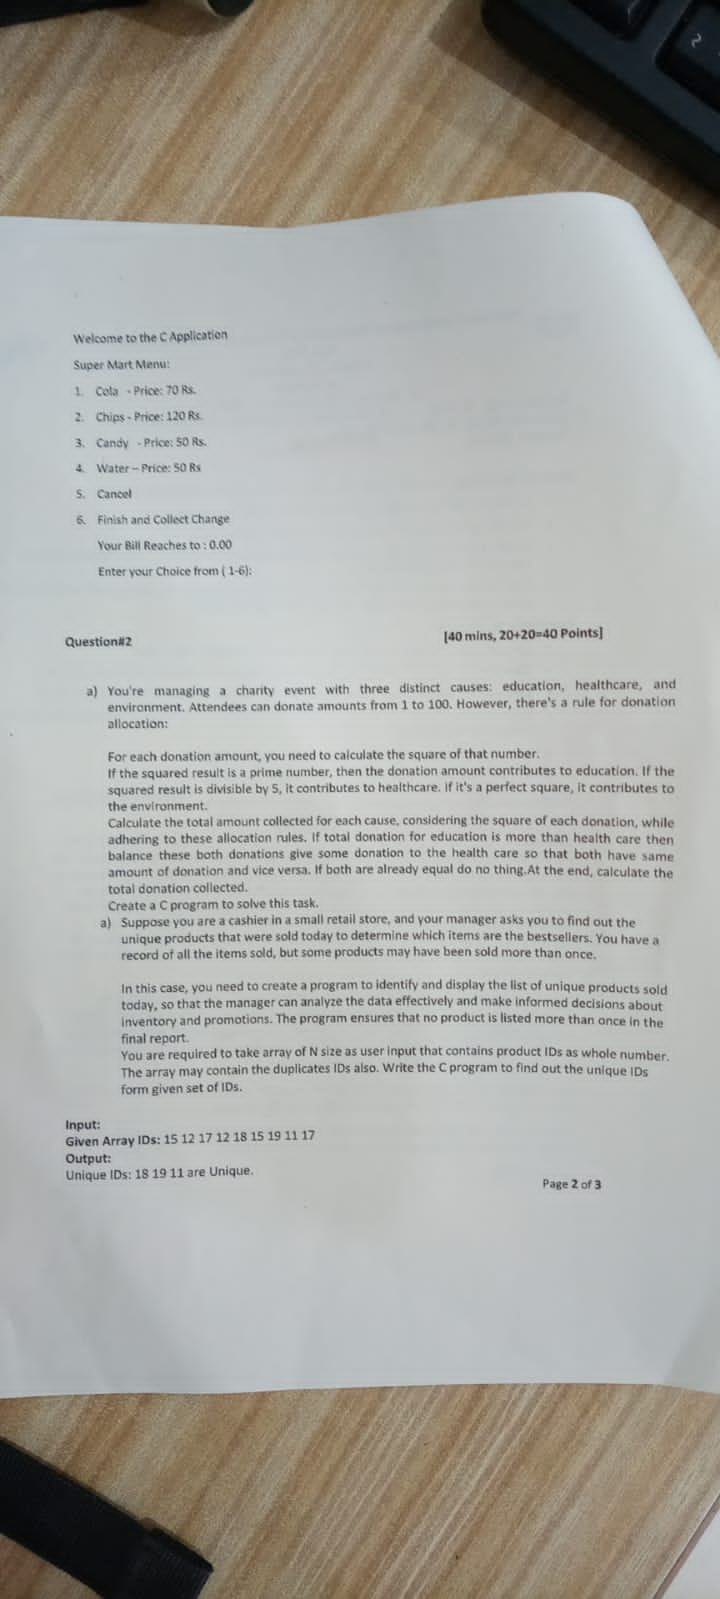 2
Welcome to the C Application
Super Mart Menu:
1. Cola - Price: 70 Rs.
2. Chips - Price: 120 Rs.
3. Candy - Price: 50 Rs.
4. Water – Price: 50 Rs
5. Cancel
6. Finish and Collect Change
Your Bill Reaches to : 0.00
Enter your Choice from ( 1-6):
Question#2 [40 mins, 20+20=40 Points]
a) You're managing a charity event with three distinct causes: education, healthcare, and
environment. Attendees can donate amounts from 1 to 100. However, there's a rule for donation
allocation:
For each donation amount, you need to calculate the square of that number.
If the squared result is a prime number, then the donation amount contributes to education. If the
squared result is divisible by 5, it contributes to healthcare. If it's a perfect square, it contributes to
the environment.
Calculate the total amount collected for each cause, considering the square of each donation, while
adhering to these allocation rules. If total donation for education is more than health care then
balance these both donations give some donation to the health care so that both have same
amount of donation and vice versa. If both are already equal do no thing.At the end, calculate the
total donation collected.
Create a C program to solve this task.
a) Suppose you are a cashier in a small retail store, and your manager asks you to find out the
unique products that were sold today to determine which items are the bestsellers. You have a
record of all the items sold, but some products may have been sold more than once.
In this case, you need to create a program to identify and display the list of unique products sold
today, so that the manager can analyze the data effectively and make informed decisions about
inventory and promotions. The program ensures that no product is listed more than once in the
final report.
You are required to take array of N size as user input that contains product IDs as whole number.
The array may contain the duplicates IDs also. Write the C program to find out the unique IDs
form given set of IDs.
Input:
Given Array IDs: 15 12 17 12 18 15 19 11 17
Output:
Unique IDs: 18 19 11 are Unique.
Page 2 of 3